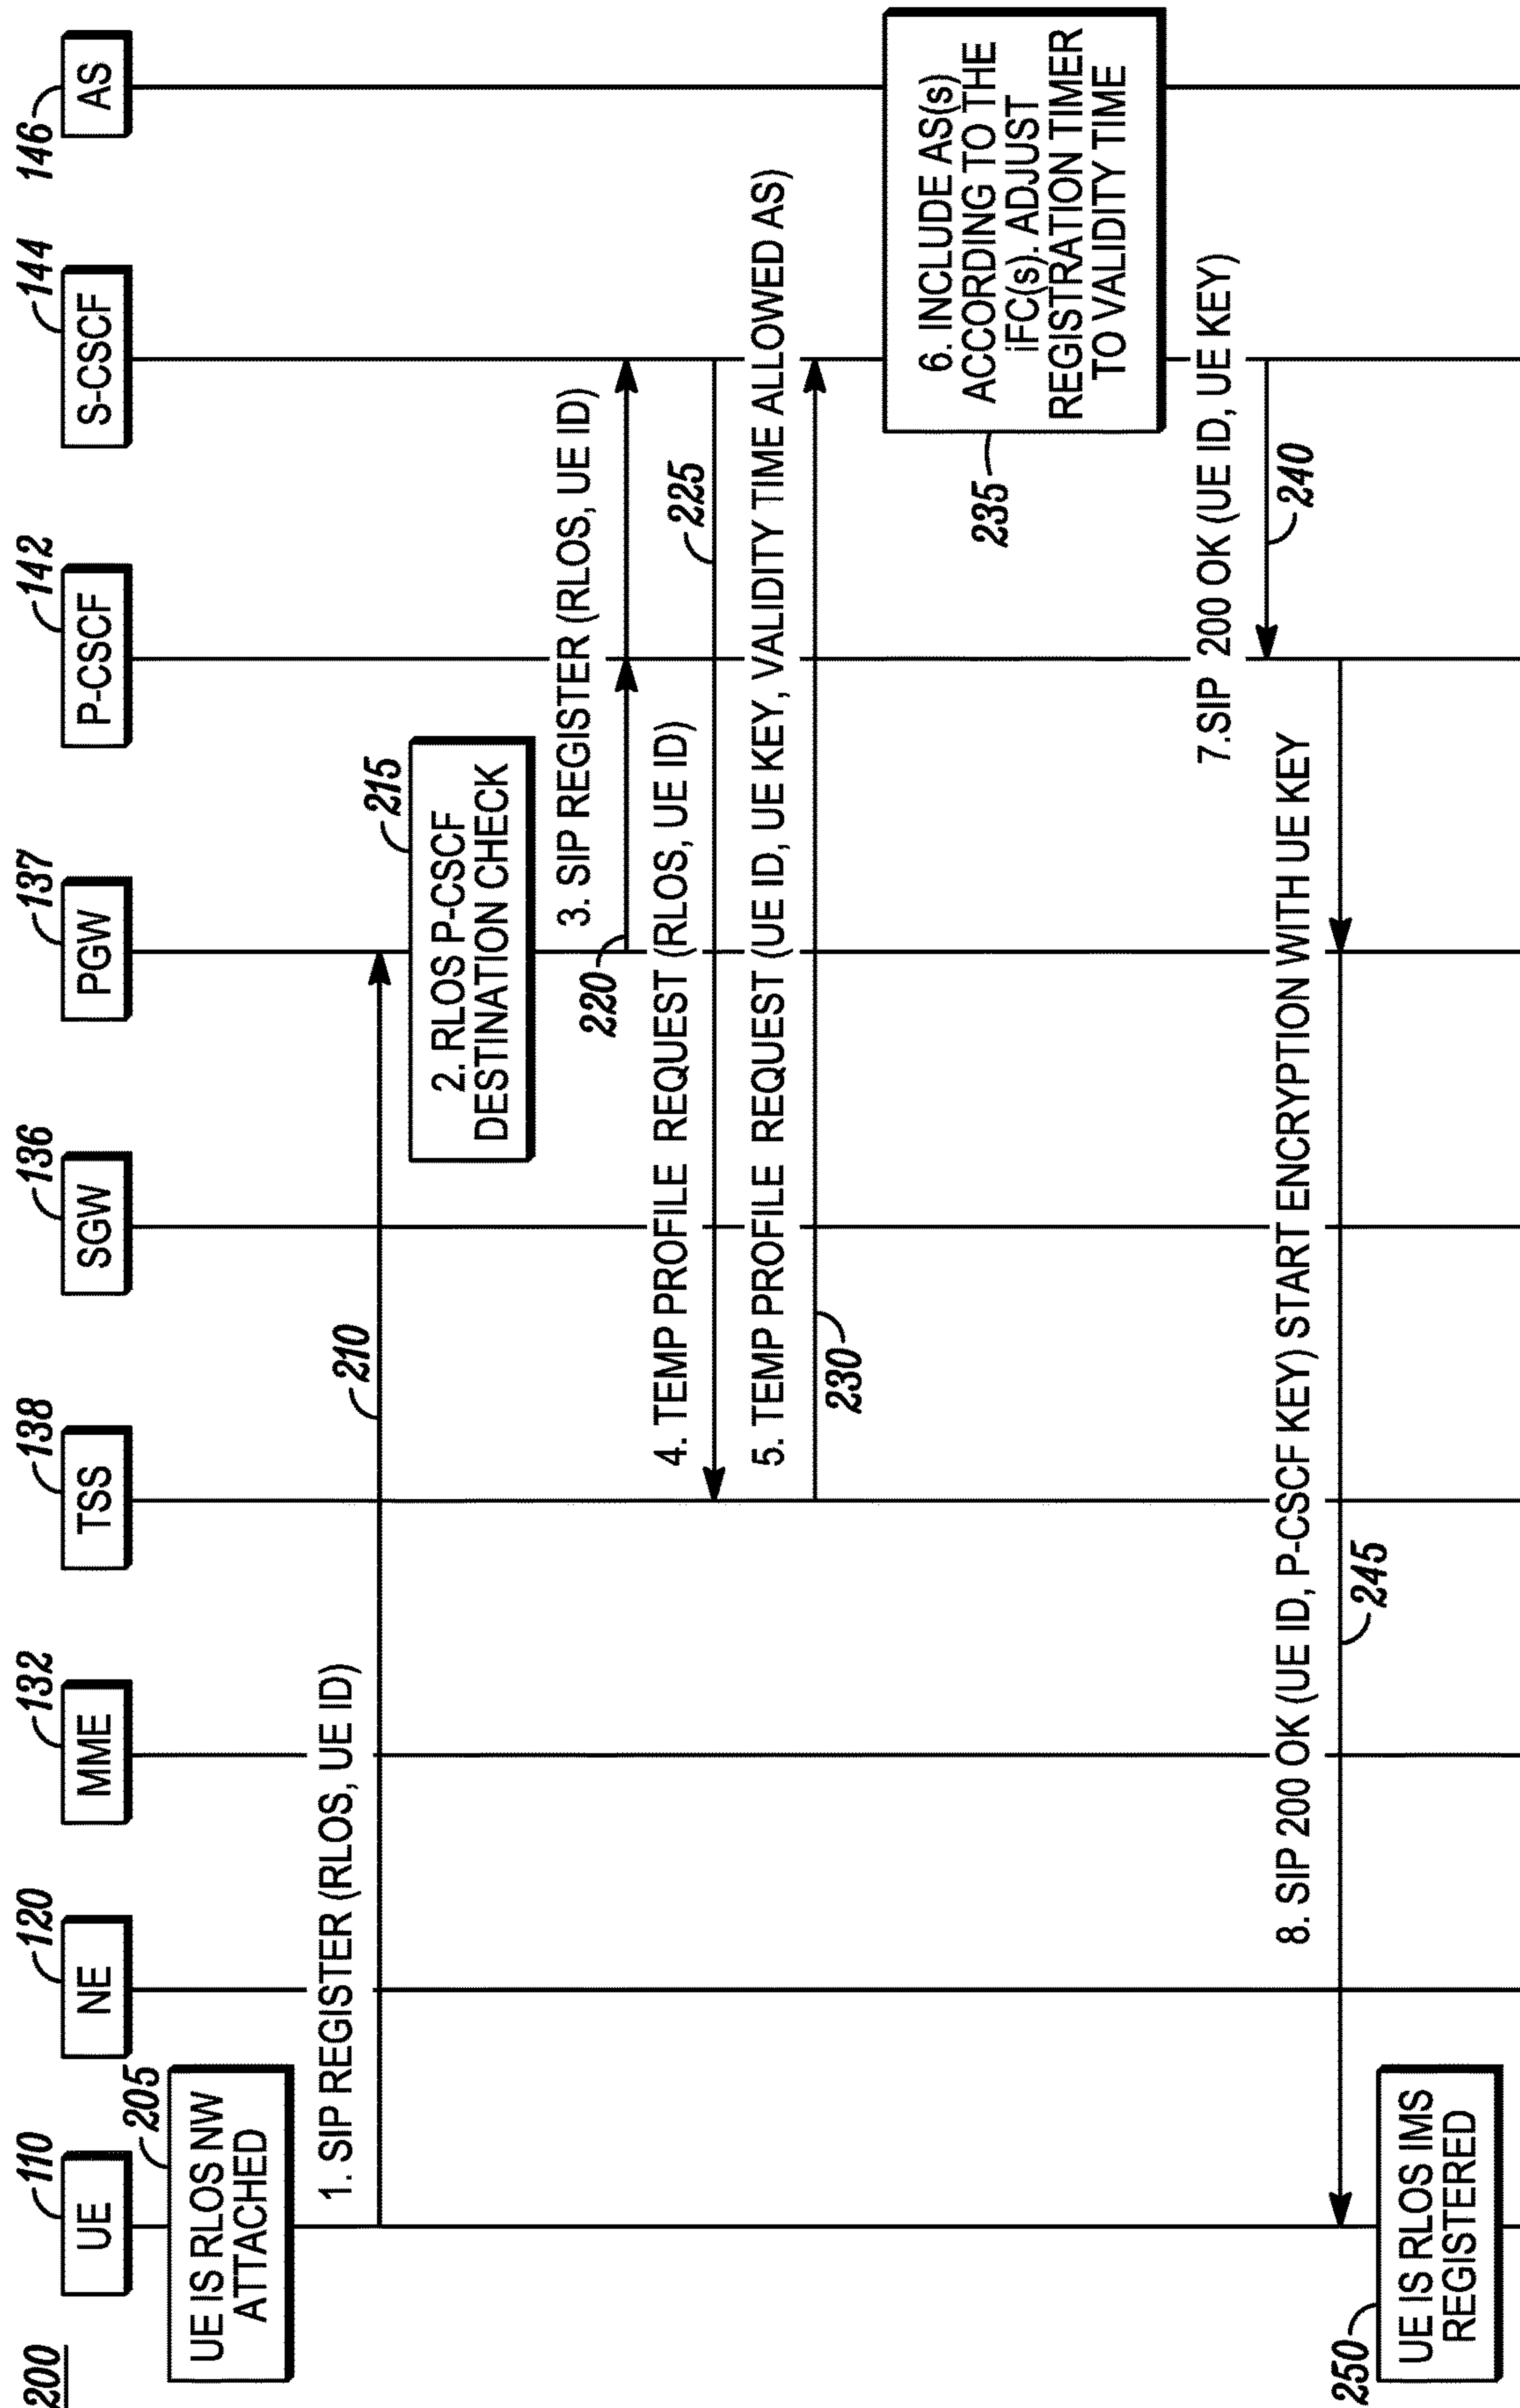 200
110
120
132
138
136
137
142
144
146
UE
NE
MME
TSS
SGW
PGW
P-CSCF
S-CSCF
AS
205
UE IS RLOS NW
ATTACHED
1. SIP REGISTER (RLOS, UE ID)
210
215
2. RLOS P-CSCF
DESTINATION CHECK
3. SIP REGISTER (RLOS, UE ID)
220
4. TEMP PROFILE REQUEST (RLOS, UE ID)
225
5. TEMP PROFILE REQUEST (UE ID, UE KEY, VALIDITY TIME ALLOWED AS)
230
6. INCLUDE AS(s)
ACCORDING TO THE
iFC(s). ADJUST
REGISTRATION TIMER
TO VALIDITY TIME
235
7.SIP 200 OK (UE ID, UE KEY)
240
8. SIP 200 OK (UE ID, P-CSCF KEY) START ENCRYPTION WITH UE KEY
245
250
UE IS RLOS IMS
REGISTERED